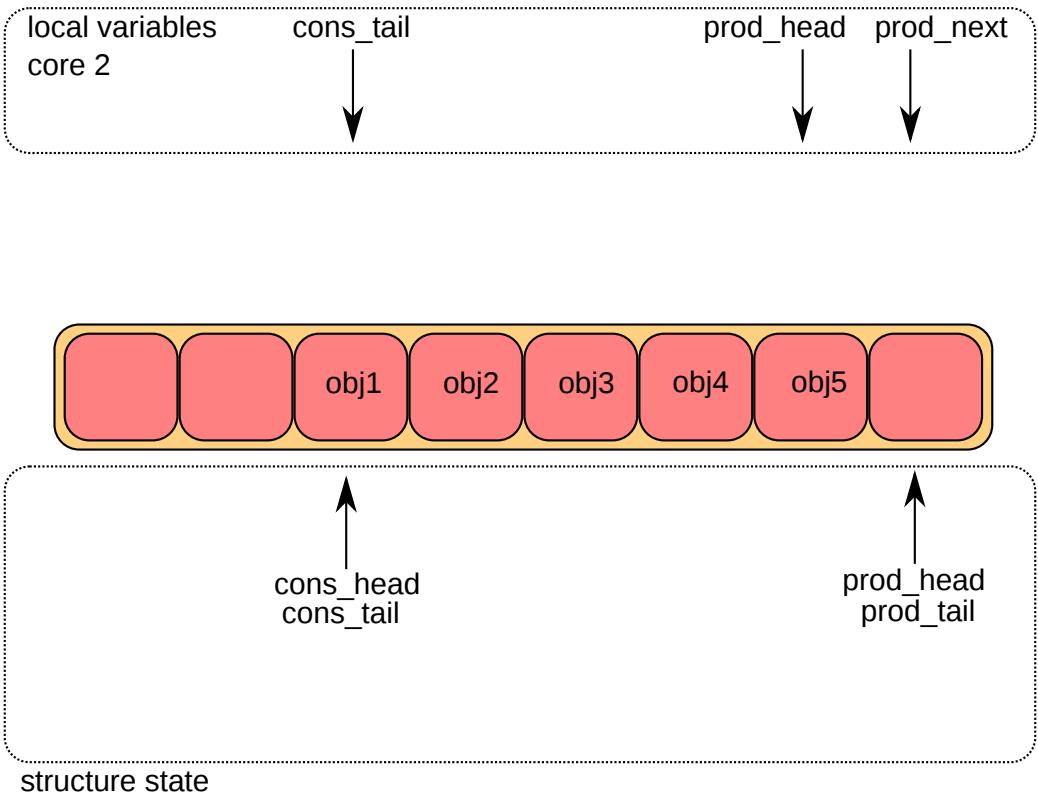 local variables
core 2
cons_tail
prod_head
prod_next
obj1
obj2
obj3
obj4
obj5
cons_head
cons_tail
prod_head
prod_tail
structure state